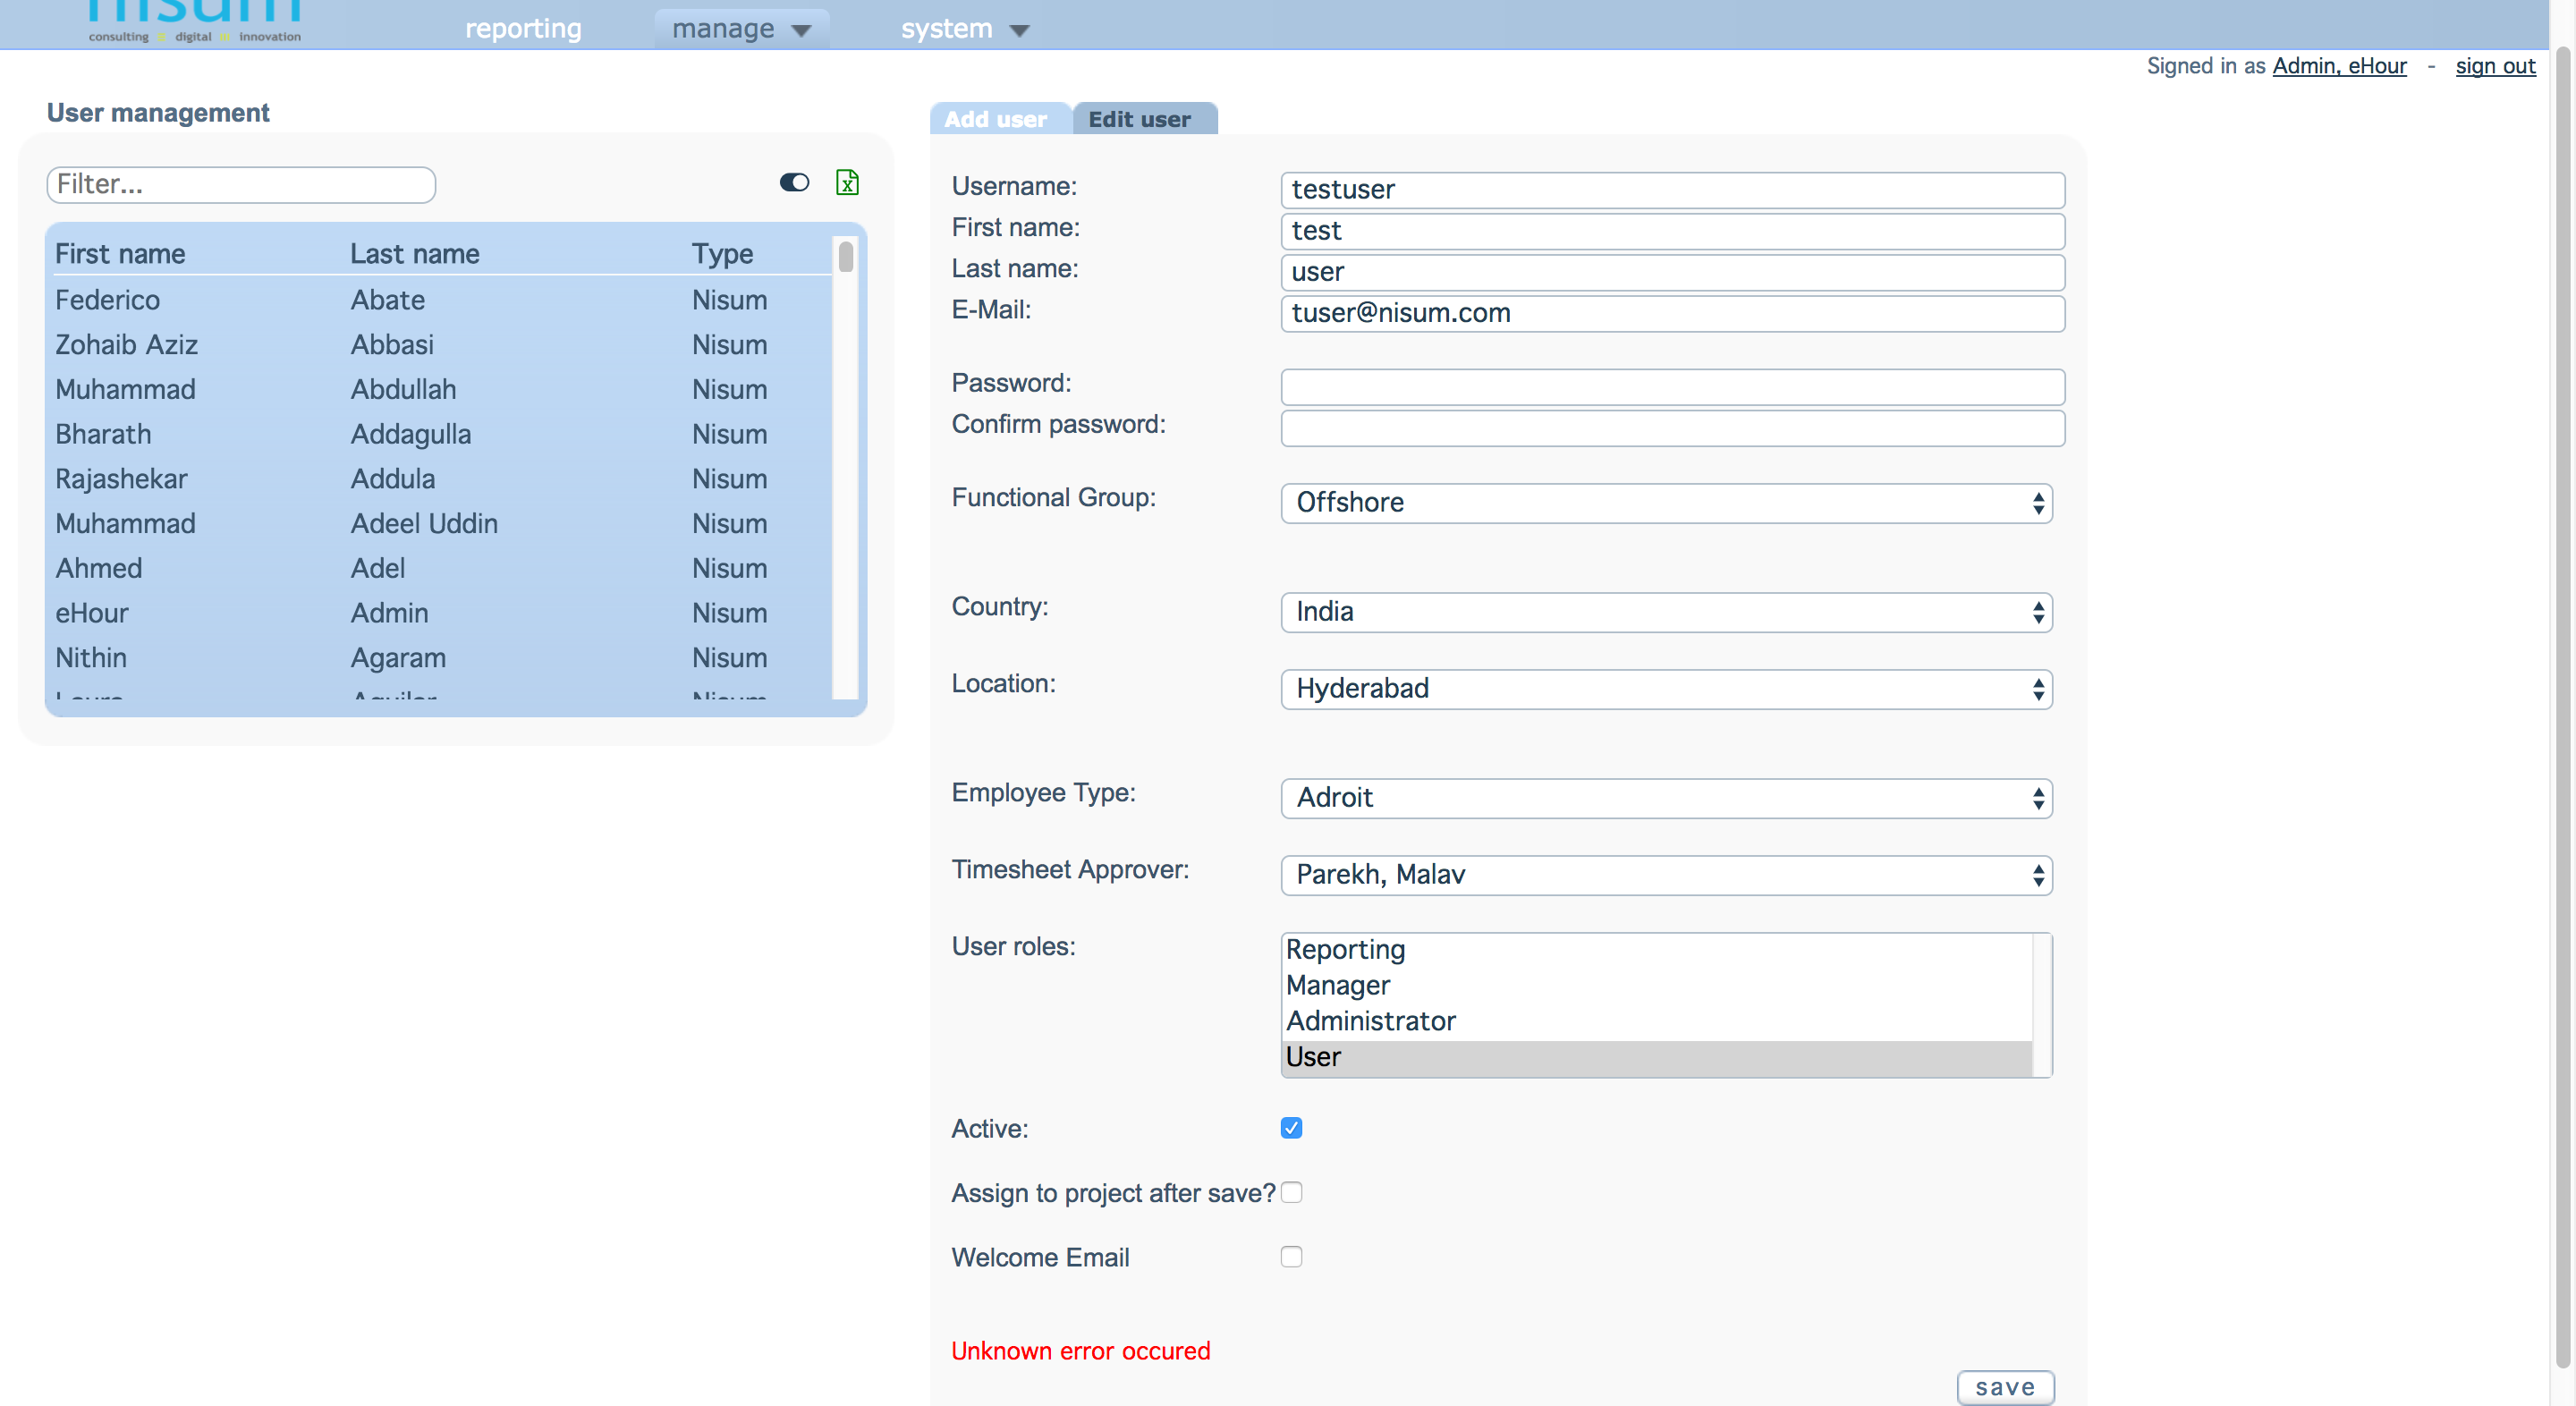 nisum
consulting digital innovation
reporting
manage
system
Signed in as Admin, eHour - sign out
User management
Filter...
First name Last name Type
Federico Abate Nisum
Zohaib Aziz Abbasi Nisum
Muhammad Abdullah Nisum
Bharath Addagulla Nisum
Rajashekar Addula Nisum
Muhammad Adeel Uddin Nisum
Ahmed Adel Nisum
eHour Admin Nisum
Nithin Agaram Nisum
Add user Edit user
Username: testuser
First name: test
Last name: user
E-Mail: tuser@nisum.com
Password:
Confirm password:
Functional Group: Offshore
Country: India
Location: Hyderabad
Employee Type: Adroit
Timesheet Approver: Parekh, Malav
User roles: Reporting
Manager
Administrator
User
Active:
Assign to project after save?
Welcome Email
Unknown error occured
save